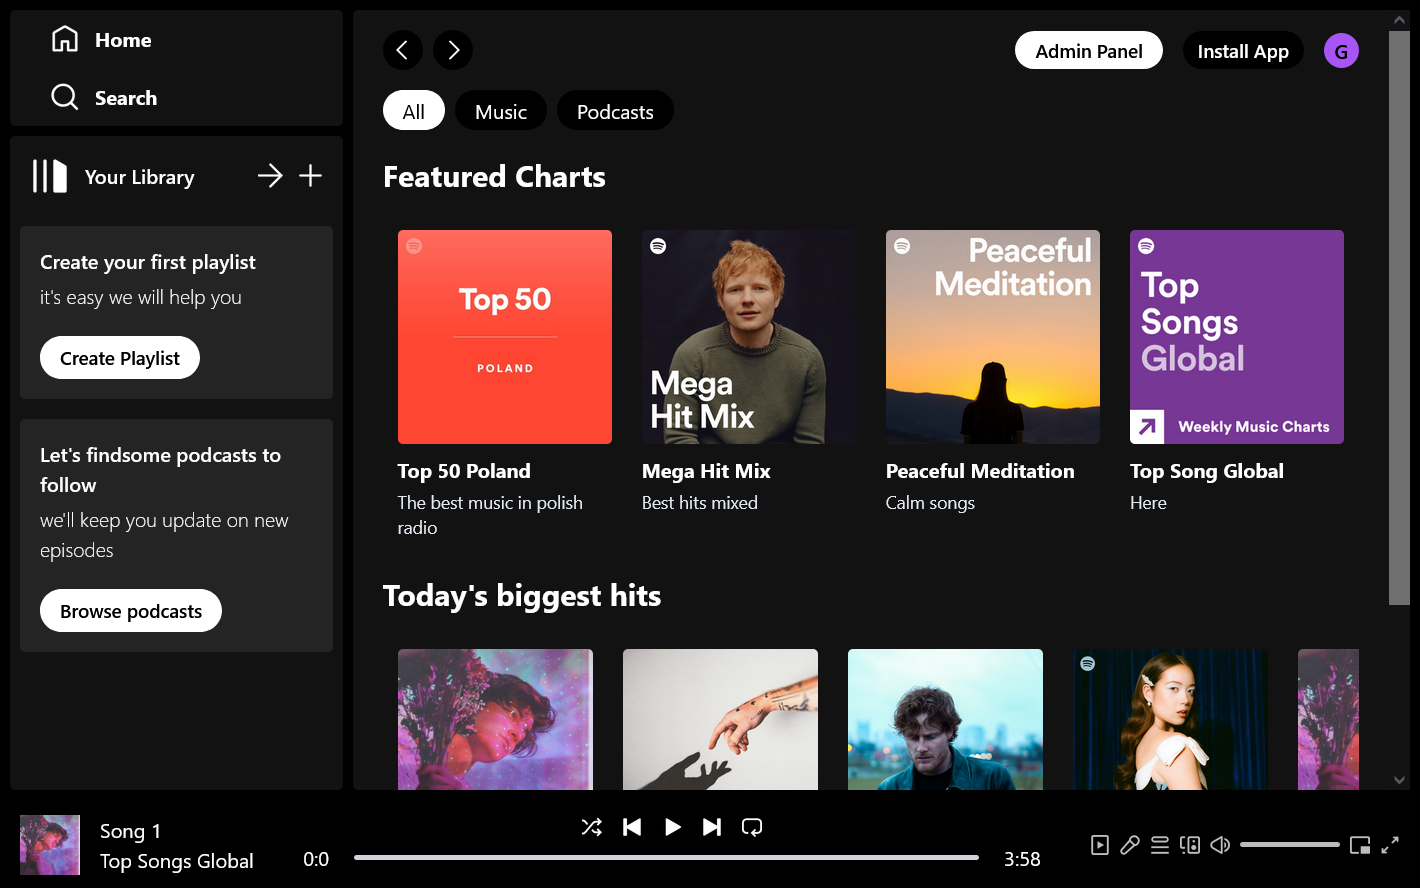 Home
Search
Your Library
Create your first playlist
it's easy we will help you
Create Playlist
Let's findsome podcasts to
follow
we'll keep you update on new
episodes
Browse podcasts
Admin Panel
Install App
G
All
Music
Podcasts
Featured Charts
Top 50
POLAND
Top 50 Poland
The best music in polish
radio
Mega
Hit Mix
Mega Hit Mix
Best hits mixed
Peaceful
Meditation
Peaceful Meditation
Calm songs
Top
Songs
Global
Weekly Music Charts
Top Song Global
Here
Today's biggest hits
Song 1
Top Songs Global
0:0
3:58